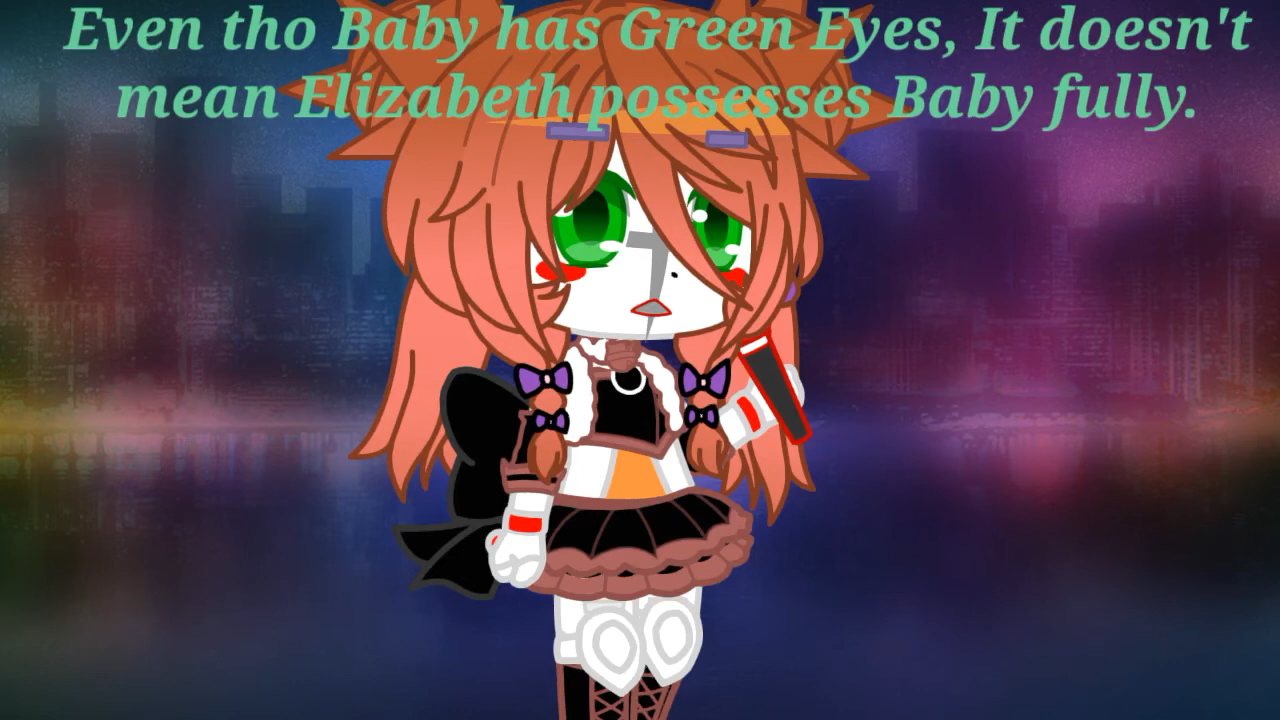 Even tho Baby has Green Eyes, It doesn't
mean Elizabeth possesses Baby fully.